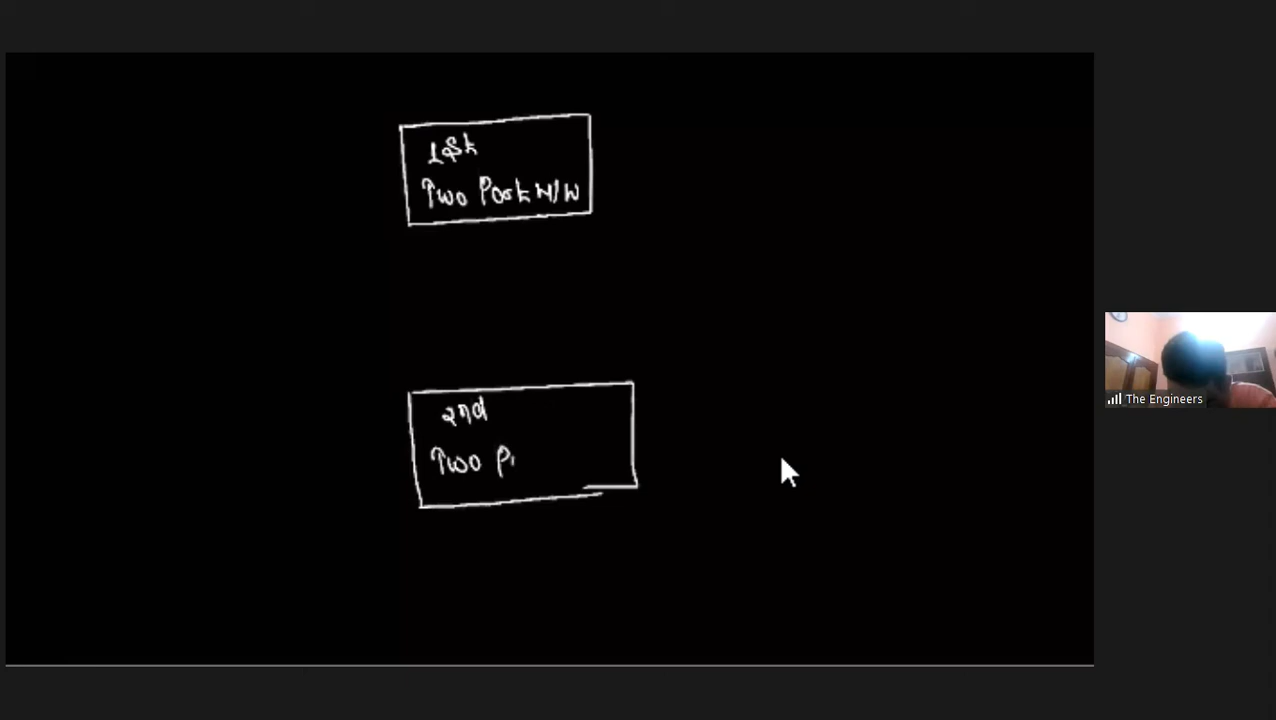 1st
Two Port N/W
2nd
Two P
The Engineers